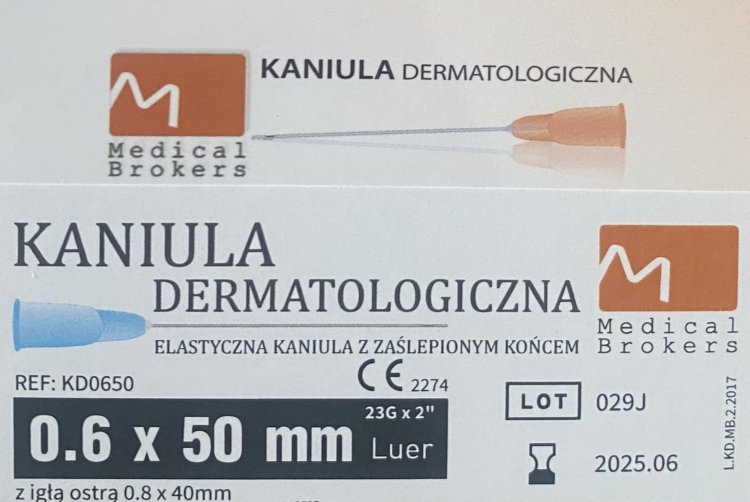 KANIULA DERMATOLOGICZNA
Medical
Brokers
KANIULA
DERMATOLOGICZNA
ELASTYCZNA KANIULA Z ZAŚLEPIONYM KOŃCEM
Medical
Brokers
REF: KD0650
CE 2274
23G x 2"
0.6 x 50 mm Luer
LOT 029J
2025.06
z igłą ostrą 0.8 x 40mm
L.KD.MB.2.2017